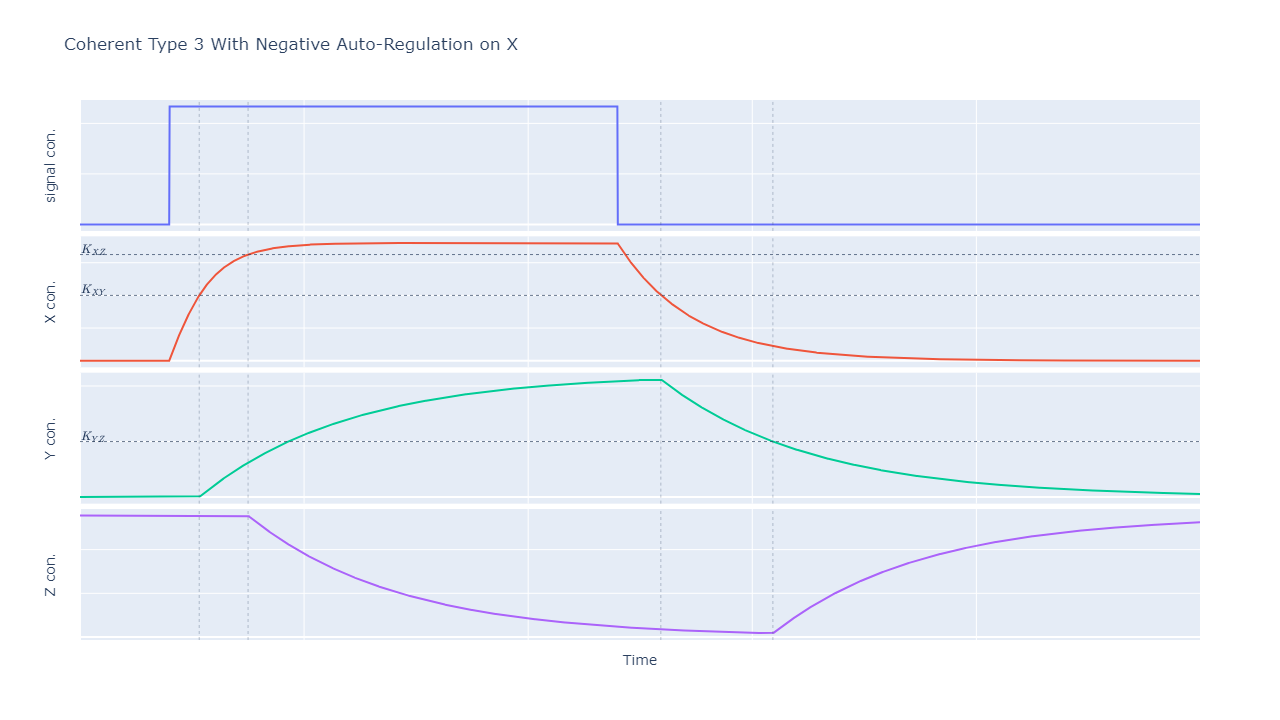 Coherent Type 3 With Negative Auto-Regulation on X
signal con.
K_XZ
K_XY
X con.
K_YZ
Y con.
Z con.
Time